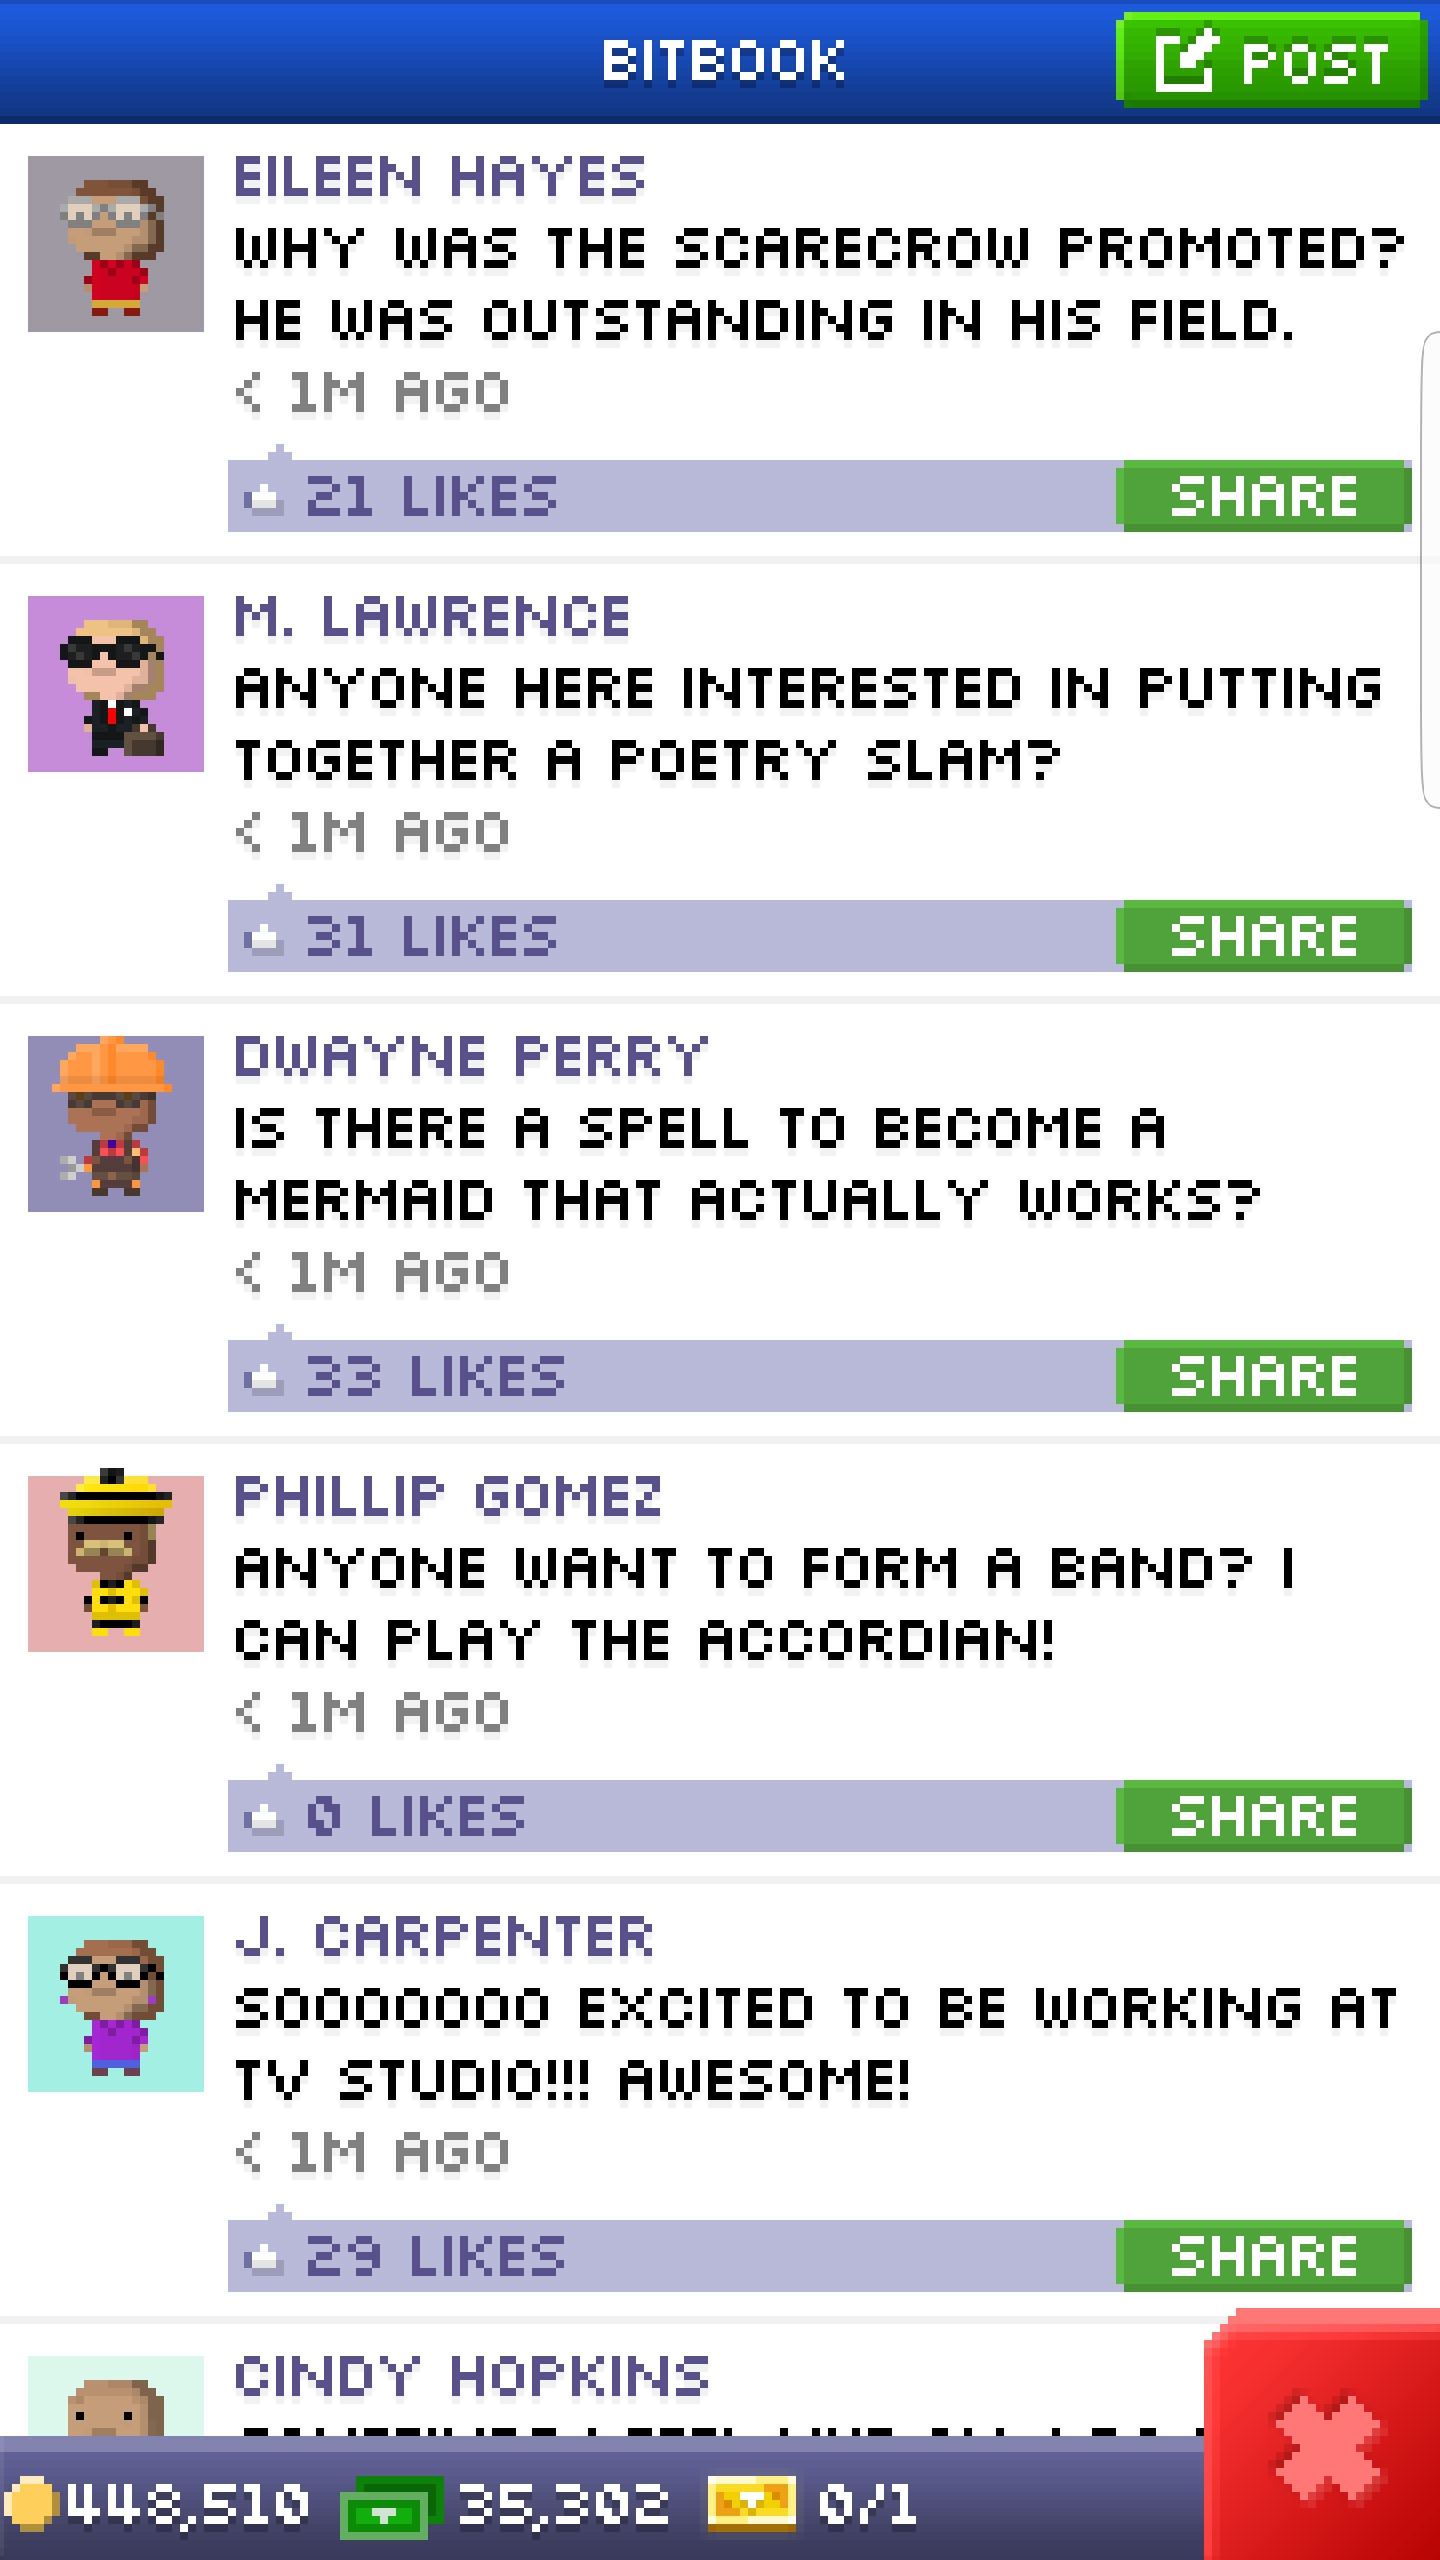 BITBOOK
POST
EILEEN HAYES
WHY WAS THE SCARECROW PROMOTED?
HE WAS OUTSTANDING IN HIS FIELD.
< 1M AGO
21 LIKES
SHARE
M. LAWRENCE
ANYONE HERE INTERESTED IN PUTTING
TOGETHER A POETRY SLAM?
< 1M AGO
31 LIKES
SHARE
DWAYNE PERRY
IS THERE A SPELL TO BECOME A
MERMAID THAT ACTUALLY WORKS?
< 1M AGO
33 LIKES
SHARE
PHILLIP GOMEZ
ANYONE WANT TO FORM A BAND? I
CAN PLAY THE ACCORDIAN!
< 1M AGO
0 LIKES
SHARE
J. CARPENTER
SOOOOOOO EXCITED TO BE WORKING AT
TV STUDIO!!! AWESOME!
< 1M AGO
29 LIKES
SHARE
CINDY HOPKINS
448,510 35,302 0/1